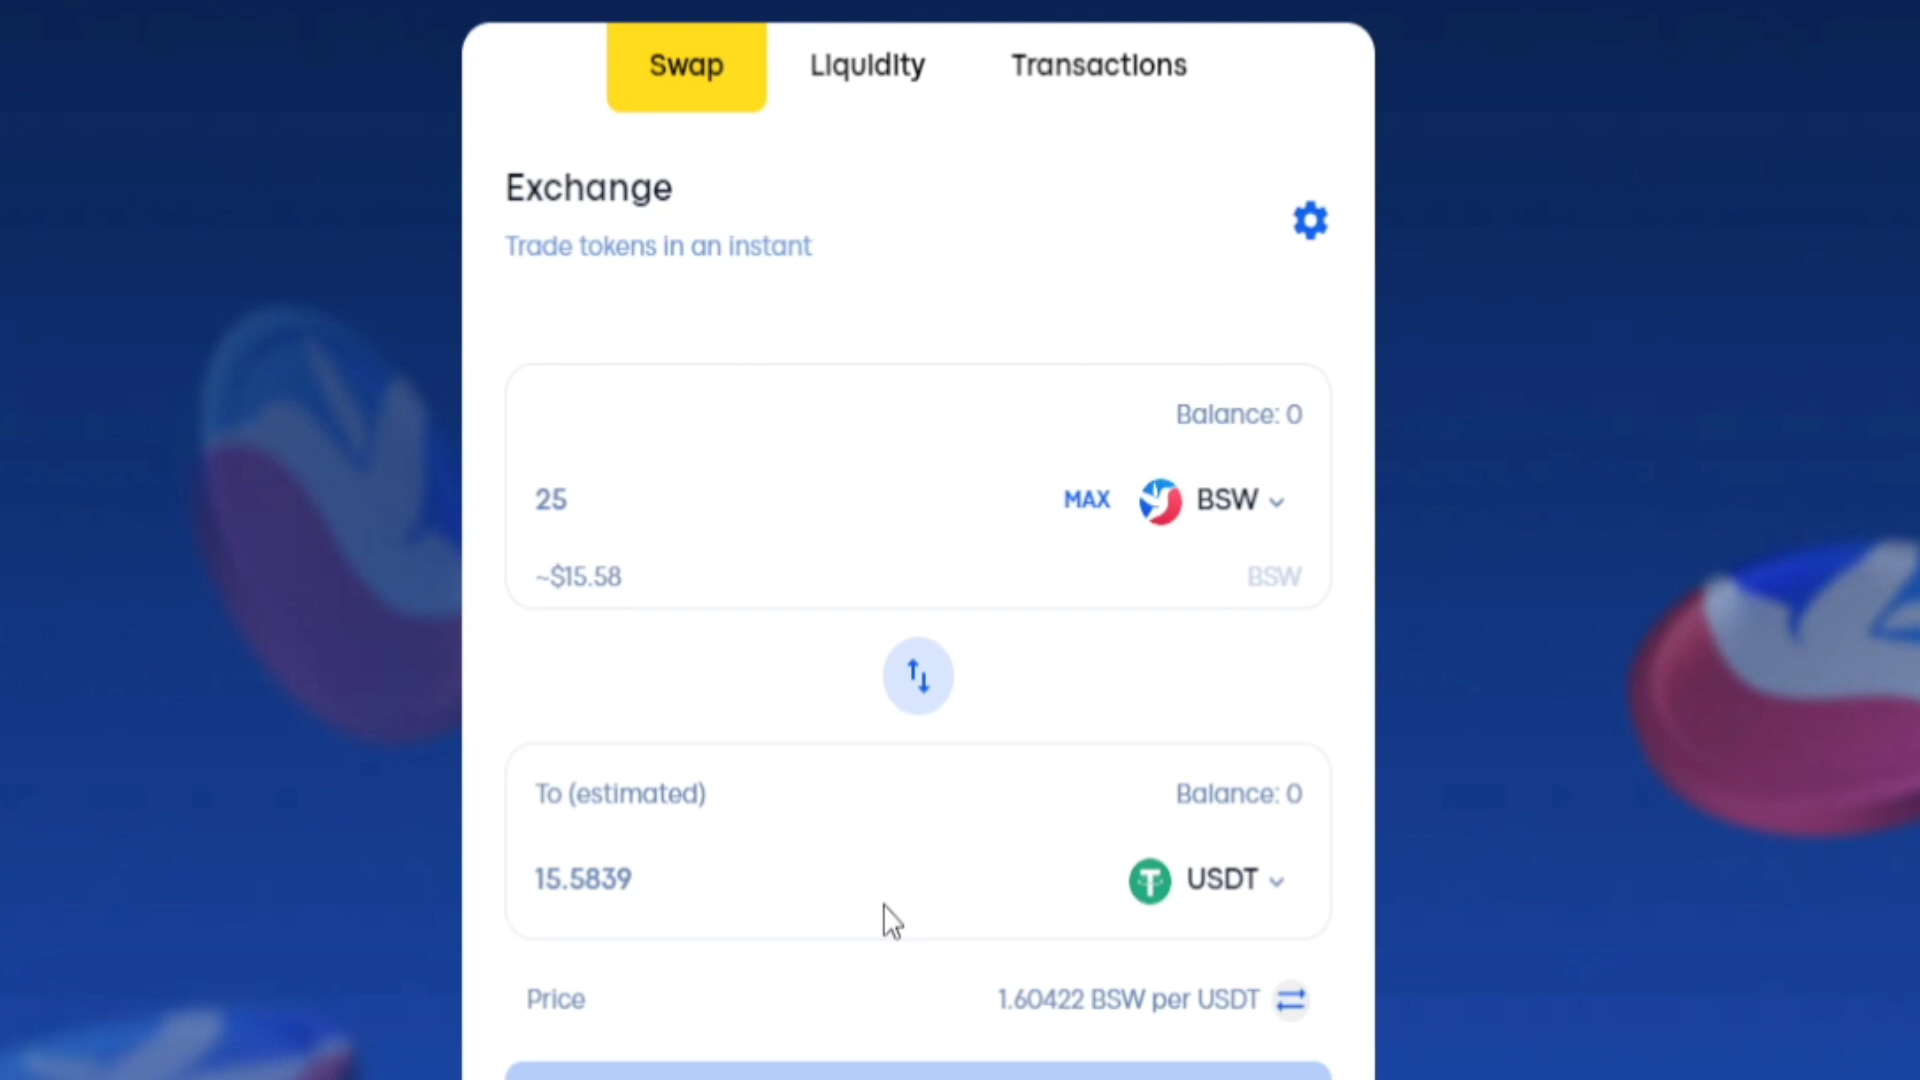 Swap Liquidity Transactions
Exchange
Trade tokens in an instant
Balance: 0
25 MAX BSW
~$15.58 BSW
To (estimated) Balance: 0
15.5839 USDT
Price 1.60422 BSW per USDT